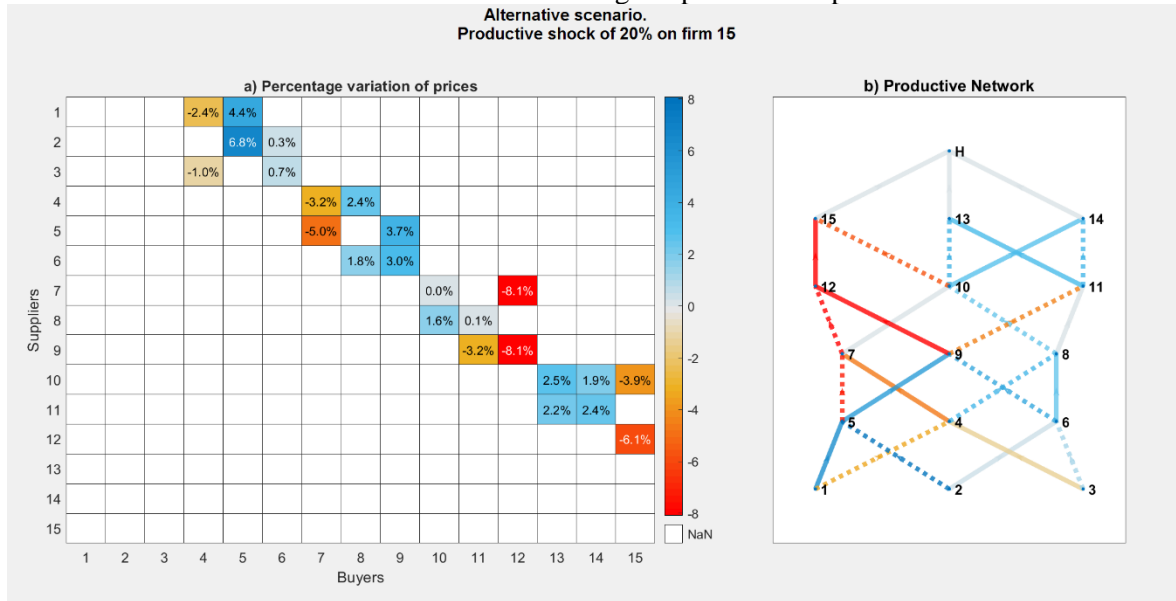 Alternative scenario.
Productive shock of 20% on firm 15
a) Percentage variation of prices
b) Productive Network
Suppliers
1 -2.4% 4.4%
2 6.8% 0.3%
3 -1.0% 0.7%
4 -3.2% 2.4%
5 -5.0% 3.7%
6 1.8% 3.0%
7 0.0% -8.1%
8 1.6% 0.1%
9 -3.2% -8.1%
10 2.5% 1.9% -3.9%
11 2.2% 2.4%
12 -6.1%
13
14
15
1 2 3 4 5 6 7 8 9 10 11 12 13 14 15
Buyers
8
6
4
2
0
-2
-4
-6
-8
NaN
H
15 13 14
12 10 11
7 9 8
5 4 6
1 2 3